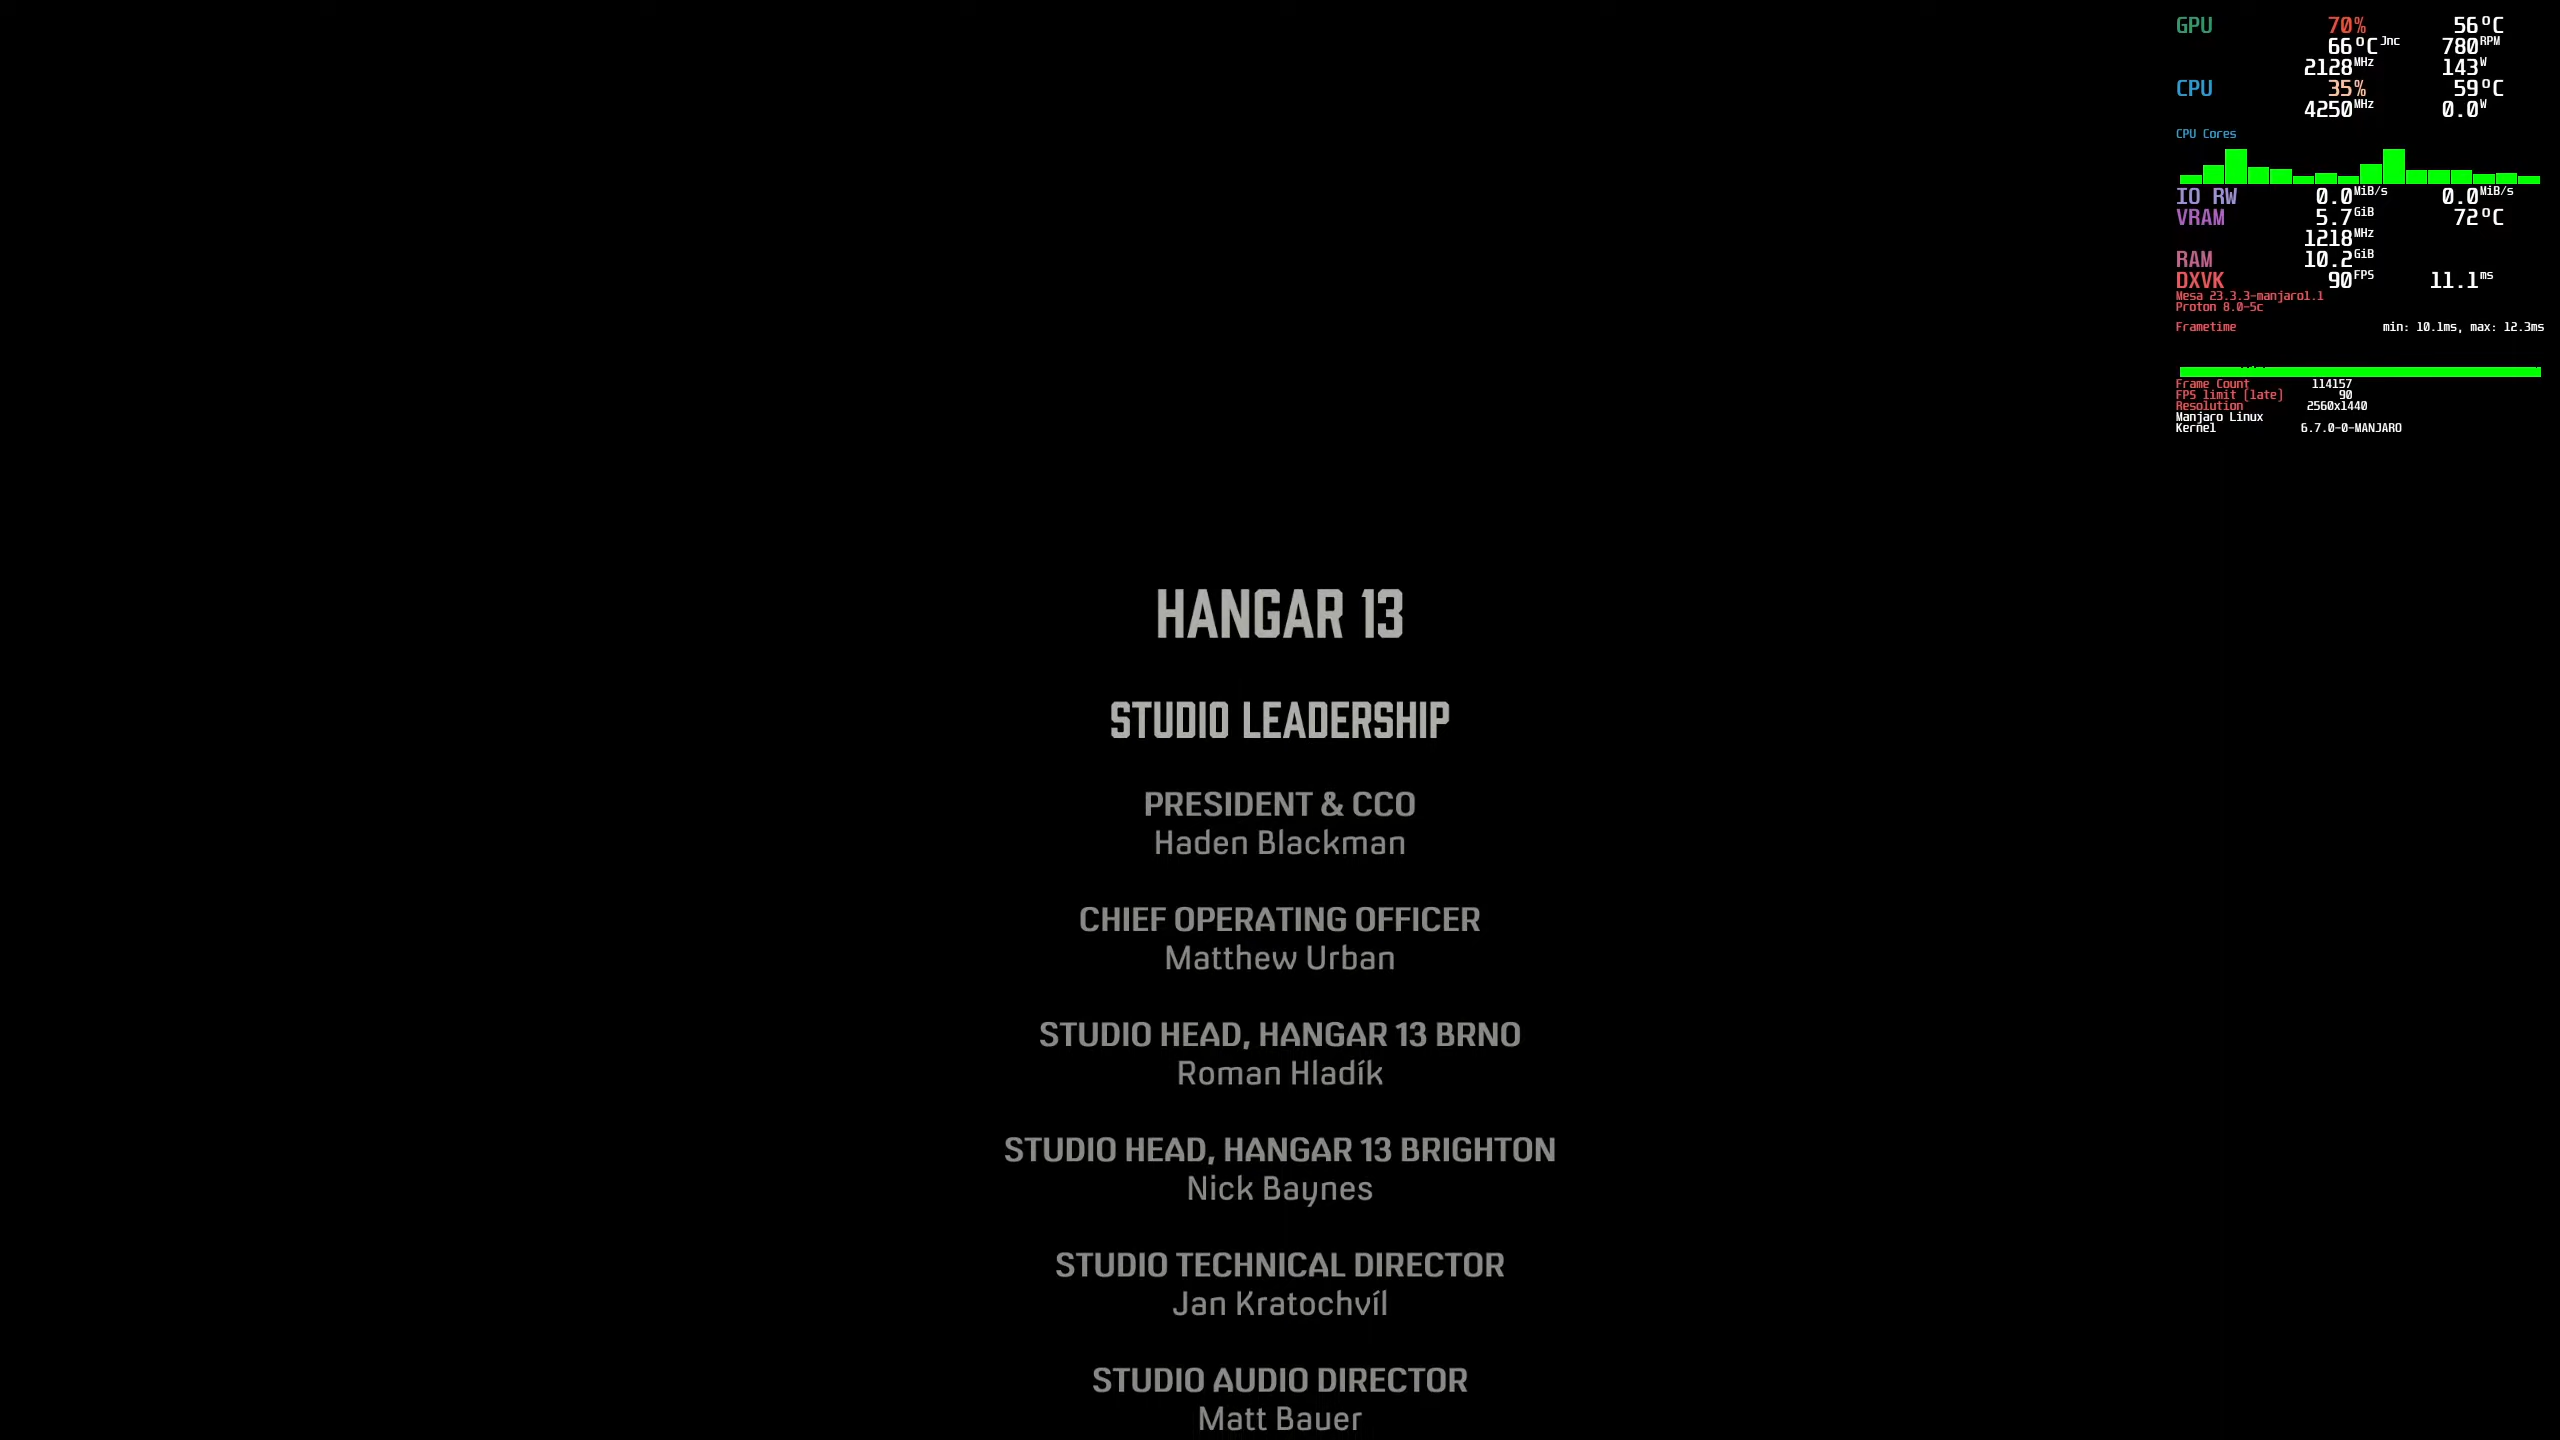 GPU 70% 56°C
66°C Jnc 780 RPM
2128 MHz 143 W
CPU 35% 59°C
4250 MHz 0.0 W
CPU Cores
IO RW 0.0 MiB/s 0.0 MiB/s
VRAM 5.7 GiB 72°C
1218 MHz
RAM 10.2 GiB
DXVK 90 FPS 11.1 ms
Mesa 23.3.3-manjaro1.1
Proton 8.0-5c
Frametime min: 10.1ms, max: 12.3ms
Frame Count 114157
FPS limit (late) 90
Resolution 2560x1440
Manjaro Linux
Kernel 6.7.0-0-MANJARO
HANGAR 13
STUDIO LEADERSHIP
PRESIDENT & CCO
Haden Blackman
CHIEF OPERATING OFFICER
Matthew Urban
STUDIO HEAD, HANGAR 13 BRNO
Roman Hladík
STUDIO HEAD, HANGAR 13 BRIGHTON
Nick Baynes
STUDIO TECHNICAL DIRECTOR
Jan Kratochvíl
STUDIO AUDIO DIRECTOR
Matt Bauer